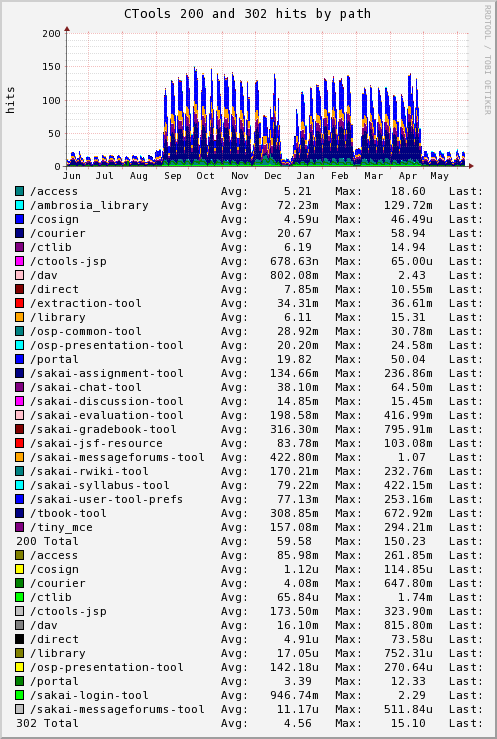 CTools 200 and 302 hits by path
RRDTOOL / TOBI OETIKER
hits
200
150
100
50
0
Jun Jul Aug Sep Oct Nov Dec Jan Feb Mar Apr May
/access Avg: 5.21 Max: 18.60 Last:
/ambrosia_library Avg: 72.23m Max: 129.72m Last:
/cosign Avg: 4.59u Max: 46.49u Last:
/courier Avg: 20.67 Max: 58.94 Last:
/ctlib Avg: 6.19 Max: 14.94 Last:
/ctools-jsp Avg: 678.63n Max: 65.00u Last:
/dav Avg: 802.08m Max: 2.43 Last:
/direct Avg: 7.85m Max: 10.55m Last:
/extraction-tool Avg: 34.31m Max: 36.61m Last:
/library Avg: 6.11 Max: 15.31 Last:
/osp-common-tool Avg: 28.92m Max: 30.78m Last:
/osp-presentation-tool Avg: 20.20m Max: 24.58m Last:
/portal Avg: 19.82 Max: 50.04 Last:
/sakai-assignment-tool Avg: 134.66m Max: 236.86m Last:
/sakai-chat-tool Avg: 38.10m Max: 64.50m Last:
/sakai-discussion-tool Avg: 14.85m Max: 15.45m Last:
/sakai-evaluation-tool Avg: 198.58m Max: 416.99m Last:
/sakai-gradebook-tool Avg: 316.30m Max: 795.91m Last:
/sakai-jsf-resource Avg: 83.78m Max: 103.08m Last:
/sakai-messageforums-tool Avg: 422.80m Max: 1.07 Last:
/sakai-rwiki-tool Avg: 170.21m Max: 232.76m Last:
/sakai-syllabus-tool Avg: 79.22m Max: 422.15m Last:
/sakai-user-tool-prefs Avg: 77.13m Max: 253.16m Last:
/tbook-tool Avg: 308.85m Max: 672.92m Last:
/tiny_mce Avg: 157.08m Max: 294.21m Last:
200 Total Avg: 59.58 Max: 150.23 Last:
/access Avg: 85.98m Max: 261.85m Last:
/cosign Avg: 1.12u Max: 114.85u Last:
/courier Avg: 4.08m Max: 647.80m Last:
/ctlib Avg: 65.84u Max: 1.74m Last:
/ctools-jsp Avg: 173.50m Max: 323.90m Last:
/dav Avg: 16.10m Max: 815.80m Last:
/direct Avg: 4.91u Max: 73.58u Last:
/library Avg: 17.05u Max: 752.31u Last:
/osp-presentation-tool Avg: 142.18u Max: 270.64u Last:
/portal Avg: 3.39 Max: 12.33 Last:
/sakai-login-tool Avg: 946.74m Max: 2.29 Last:
/sakai-messageforums-tool Avg: 11.17u Max: 511.84u Last:
302 Total Avg: 4.56 Max: 15.10 Last: